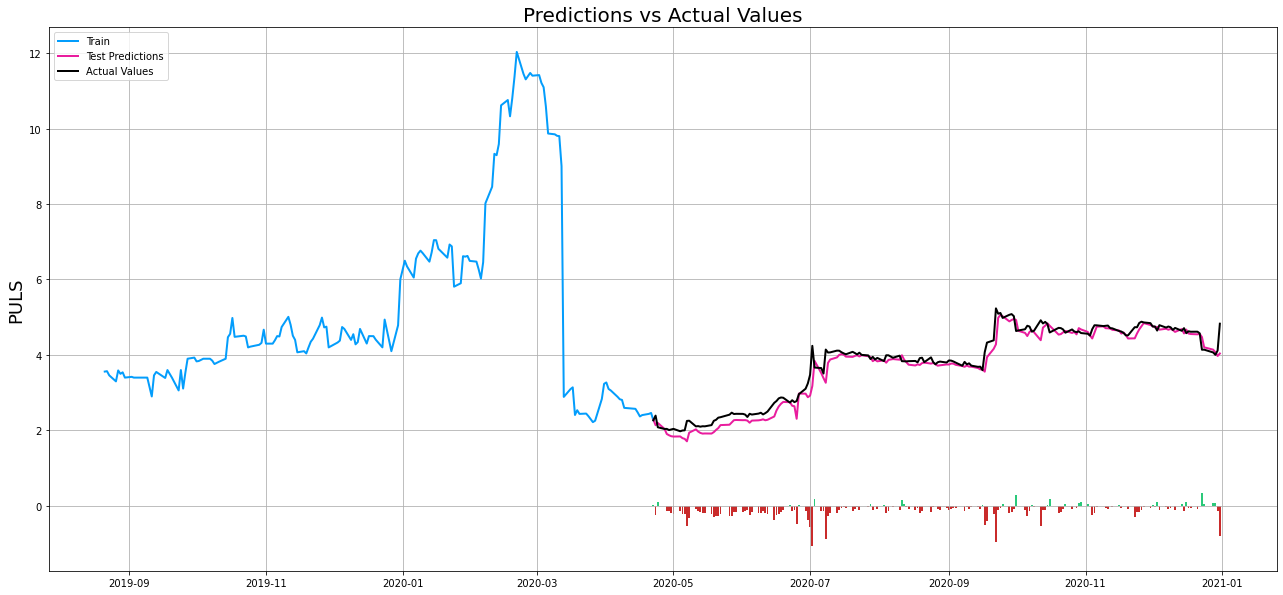 Predictions vs Actual Values
Train
Test Predictions
Actual Values
PULS
12
10
8
6
4
2
0
2019-09 2019-11 2020-01 2020-03 2020-05 2020-07 2020-09 2020-11 2021-01